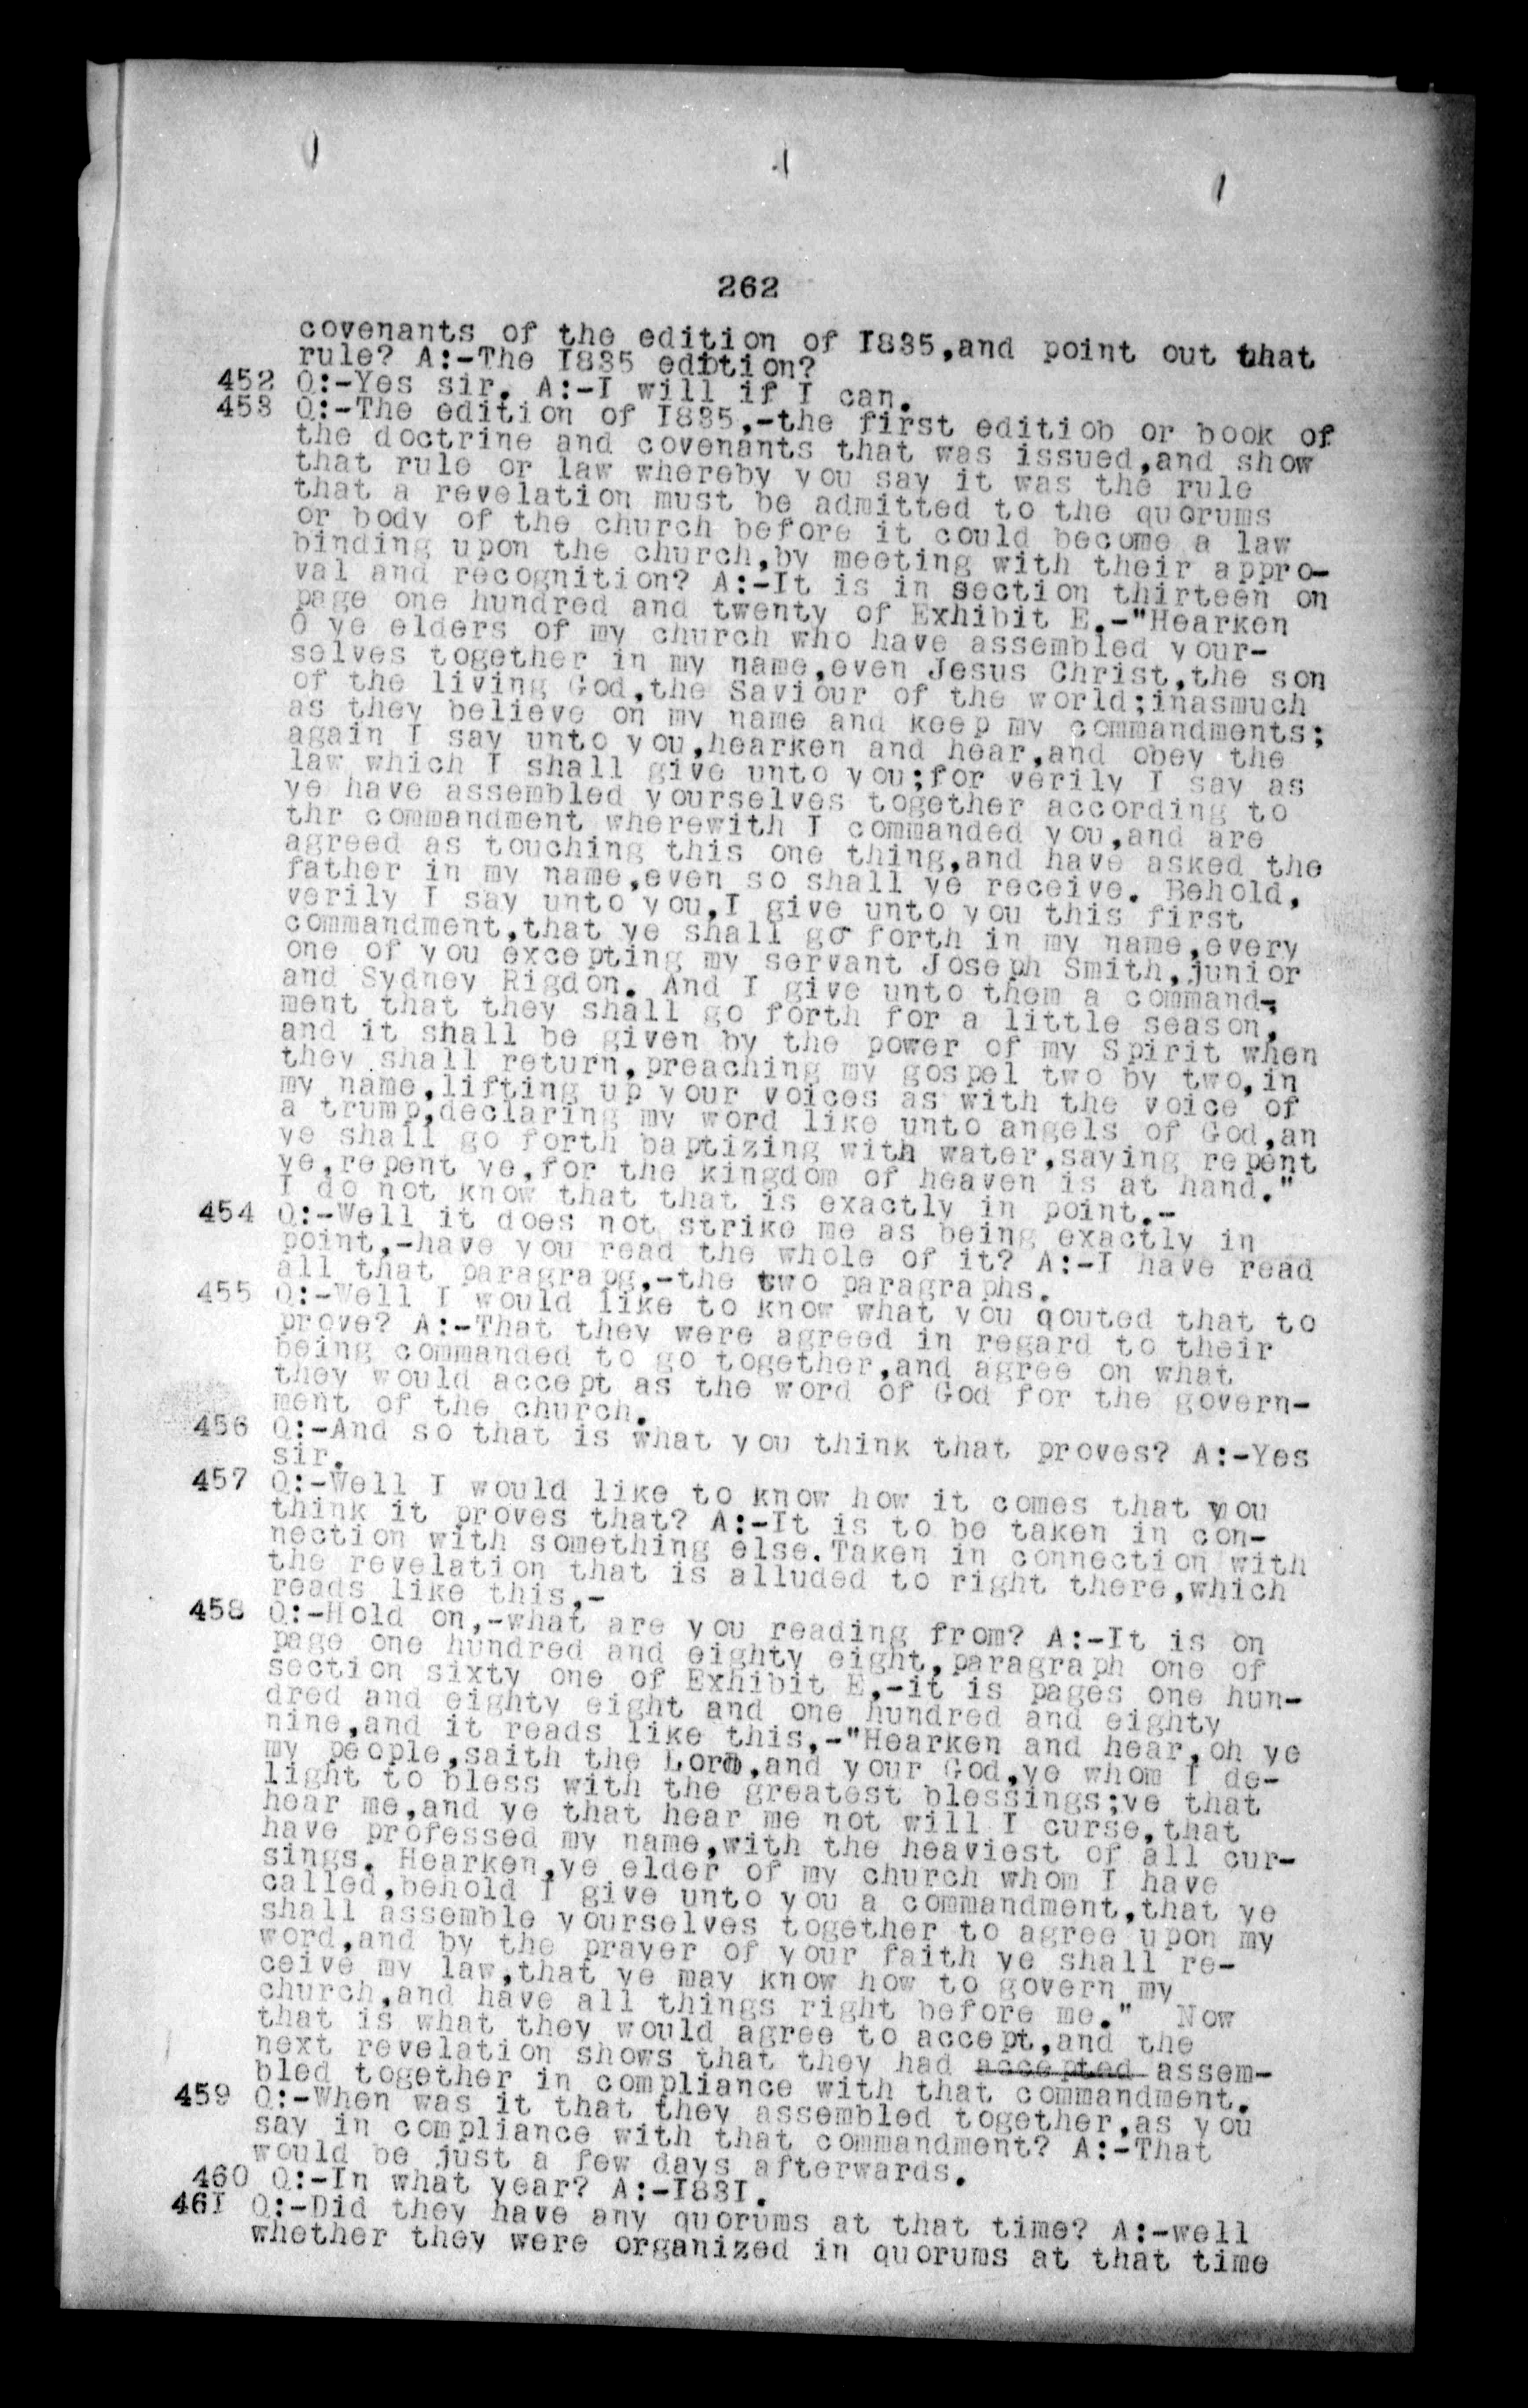 262
covenants of the edition of I835,and point out that
rule? A:-The I835 edition?
452 Q:-Yes sir. A:-I will if I can.
453 Q:-The edition of I835,-the first editiob or book of
the doctrine and covenants that was issued,and show
that rule or law whereby you say it was the rule
that a revelation must be admitted to the quorums
or body of the church before it could become a law
binding upon the church,by meeting with their appro-
val and recognition? A:-It is in section thirteen on
page one hundred and twenty of Exhibit E.-"Hearken
O ye elders of my church who have assembled your-
selves together in my name,even Jesus Christ,the son
of the living God,the Saviour of the world;inasmuch
as they believe on my name and keep my commandments;
again I say unto you,hearken and hear,and obey the
law which I shall give unto you;for verily I say as
ye have assembled yourselves together according to
thr commandment wherewith I commanded you,and are
agreed as touching this one thing,and have asked the
father in my name,even so shall ye receive. Behold,
verily I say unto you,I give unto you this first
commandment,that ye shall go forth in my name,every
one of you excepting my servant Joseph Smith,junior
and Sydney Rigdon. And I give unto them a command-
ment that they shall go forth for a little season,
and it shall be given by the power of my Spirit when
they shall return,preaching my gospel two by two,in
my name,lifting up your voices as with the voice of
a trump,declaring my word like unto angels of God,an
ye shall go forth baptizing with water,saying repent
ye,repent ye,for the kingdom of heaven is at hand."
I do not know that that is exactly in point.-
454 Q:-Well it does not strike me as being exactly in
point,-have you read the whole of it? A:-I have read
all that paragrapg,-the two paragraphs.
455 Q:-Well I would like to know what you qouted that to
prove? A:-That they were agreed in regard to their
being commanded to go together,and agree on what
they would accept as the word of God for the govern-
ment of the church.
456 Q:-And so that is what you think that proves? A:-Yes
sir.
457 Q:-Well I would like to know how it comes that you
think it proves that? A:-It is to be taken in con-
nection with something else.Taken in connection with
the revelation that is alluded to right there,which
reads like this,-
458 Q:-Hold on,-what are you reading from? A:-It is on
page one hundred and eighty eight,paragraph one of
section sixty one of Exhibit E,-it is pages one hun-
dred and eighty eight and one hundred and eighty
nine,and it reads like this,-"Hearken and hear,oh ye
my people,saith the Lord,and your God,ye whom I de-
light to bless with the greatest blessings;ye that
hear me,and ye that hear me not will I curse,that
have professed my name,with the heaviest of all cur-
sings. Hearken,ye elder of my church whom I have
called,behold I give unto you a commandment,that ye
shall assemble yourselves together to agree upon my
word,and by the prayer of your faith ye shall re-
ceive my law,that ye may know how to govern my
church,and have all things right before me." Now
that is what they would agree to accept,and the
next revelation shows that they had accepted assem-
bled together in compliance with that commandment.
459 Q:-When was it that they assembled together,as you
say in compliance with that commandment? A:-That
would be just a few days afterwards.
460 Q:-In what year? A:-I83I.
46I Q:-Did they have any quorums at that time? A:-well
whether they were organized in quorums at that time